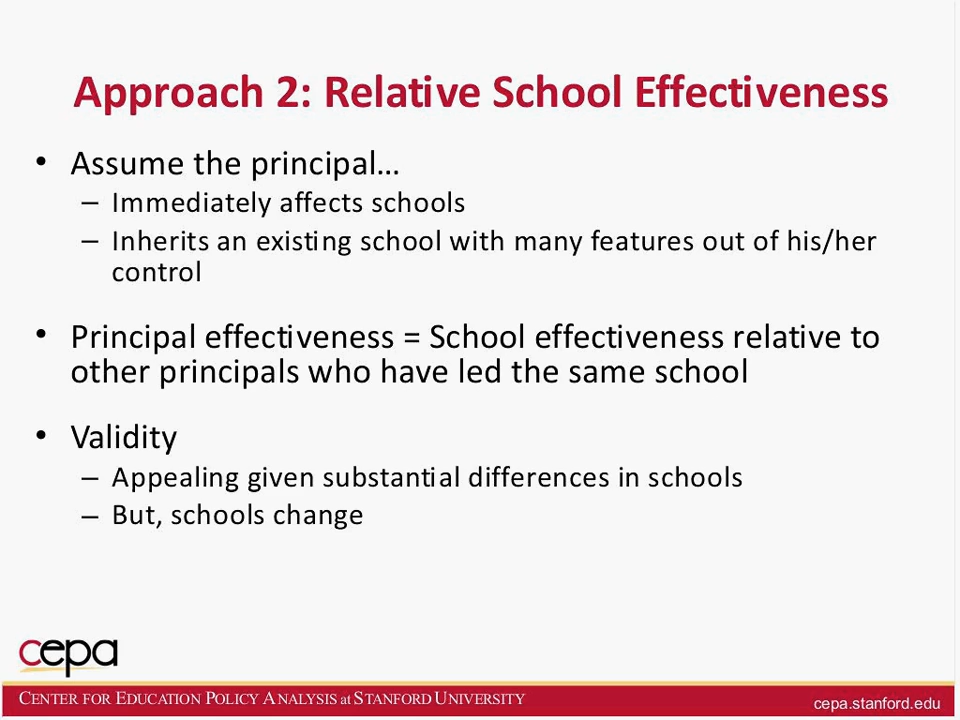 Approach 2: Relative School Effectiveness
• Assume the principal…
– Immediately affects schools
– Inherits an existing school with many features out of his/her
control
• Principal effectiveness = School effectiveness relative to
other principals who have led the same school
• Validity
– Appealing given substantial differences in schools
– But, schools change
cepa
CENTER FOR EDUCATION POLICY ANALYSIS at STANFORD UNIVERSITY
cepa.stanford.edu